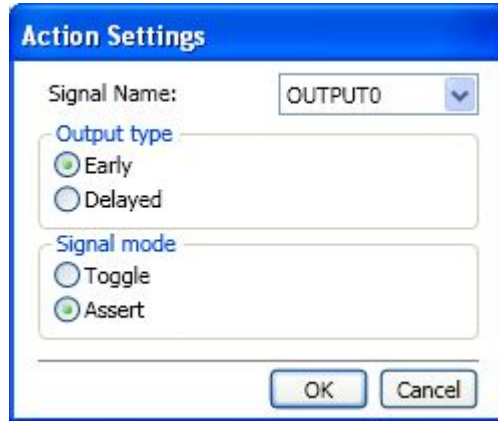 Action Settings
Signal Name: OUTPUT0
Output type
Early
Delayed
Signal mode
Toggle
Assert
OK Cancel